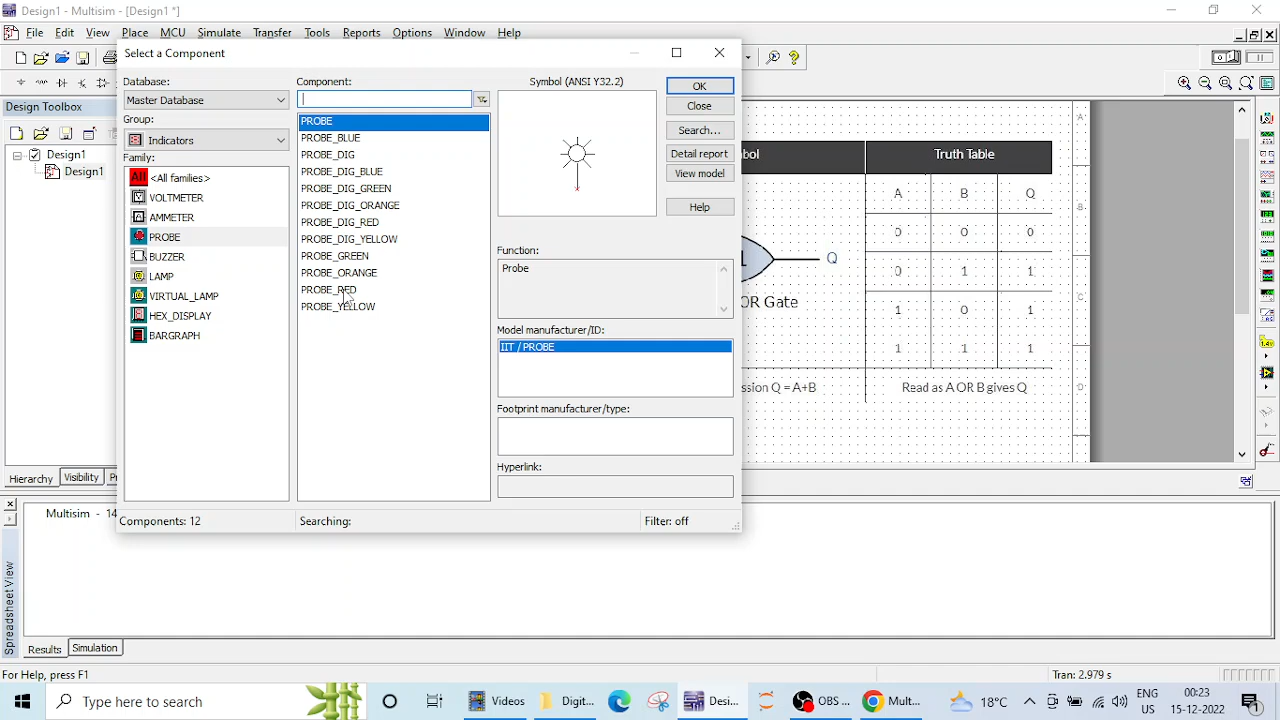 Design1 - Multisim - [Design1 *]
File Edit View Place MCU Simulate Transfer Tools Reports Options Window Help
Select a Component
Design Toolbox
Design1
Design1
Hierarchy Visibility
Database:
Master Database
Group:
Indicators
Family:
All <All families>
VOLTMETER
AMMETER
PROBE
BUZZER
LAMP
VIRTUAL_LAMP
HEX_DISPLAY
BARGRAPH
Component:
PROBE
PROBE_BLUE
PROBE_DIG
PROBE_DIG_BLUE
PROBE_DIG_GREEN
PROBE_DIG_ORANGE
PROBE_DIG_RED
PROBE_DIG_YELLOW
PROBE_GREEN
PROBE_ORANGE
PROBE_RED
PROBE_YELLOW
Symbol (ANSI Y32.2)
Function:
Probe
Model manufacturer/ID:
IIT / PROBE
Footprint manufacturer/type:
Hyperlink:
OK
Close
Search...
Detail report
View model
Help
Components: 12 Searching: Filter: off
Truth Table
A B Q
0 0 0
0 1 1
1 0 1
1 1 1
Q
OR Gate
Q = A+B
Read as A OR B gives Q
A
B
D
Spreadsheet View
Multisim -
Results Simulation
For Help, press F1
Tran: 2.979 s
Type here to search
Videos
Digit...
Desi...
OBS ...
Mult...
18°C
ENG
US
00:23
15-12-2022
1